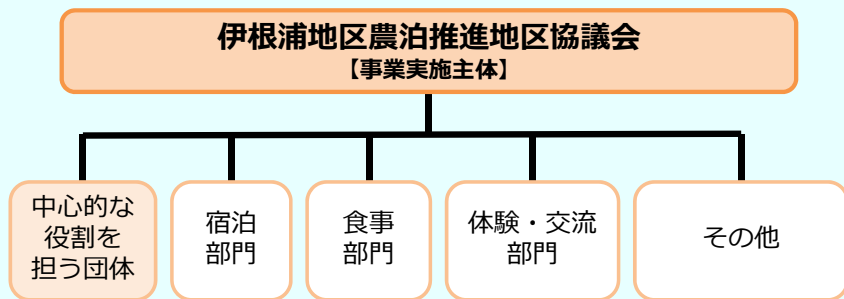 伊根浦地区農泊推進地区協議会
【事業実施主体】
中心的な
役割を
担う団体
宿泊
部門
食事
部門
体験・交流
部門
その他